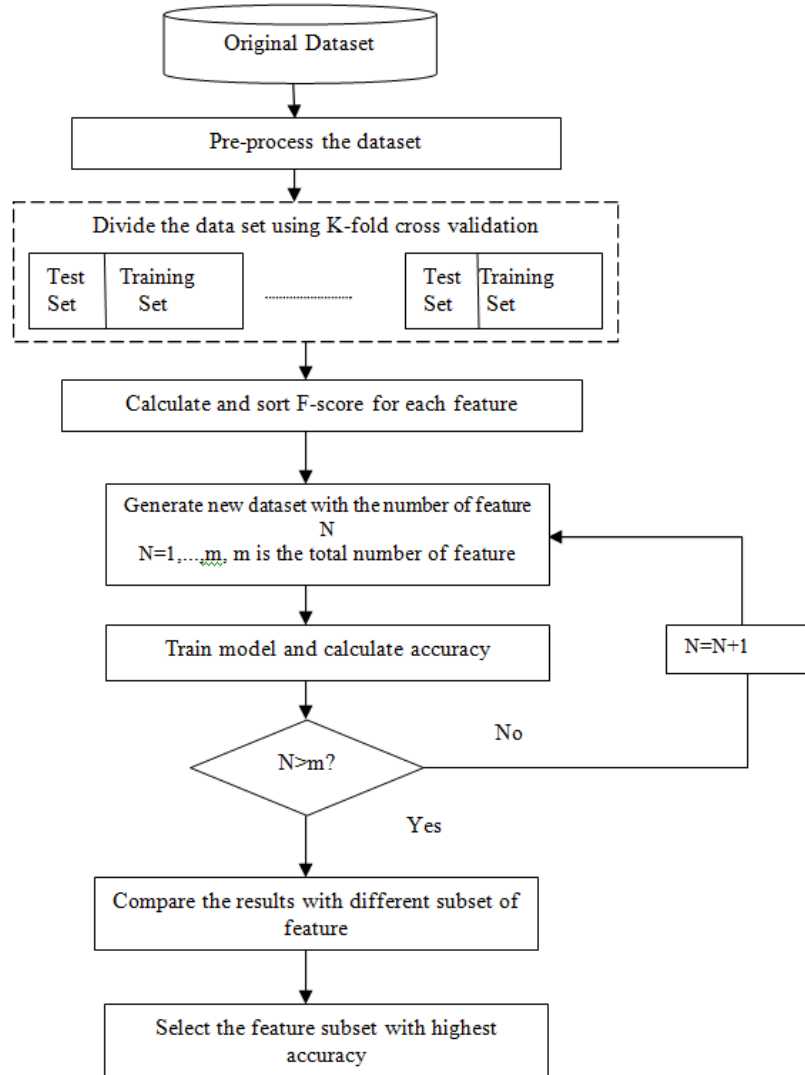 Original Dataset
Pre-process the dataset
Divide the data set using K-fold cross validation
Test
Set
Training
Set
Test
Set
Training
Set
Calculate and sort F-score for each feature
Generate new dataset with the number of feature
N
N=1,...,m, m is the total number of feature
Train model and calculate accuracy
N=N+1
No
N>m?
Yes
Compare the results with different subset of
feature
Select the feature subset with highest
accuracy